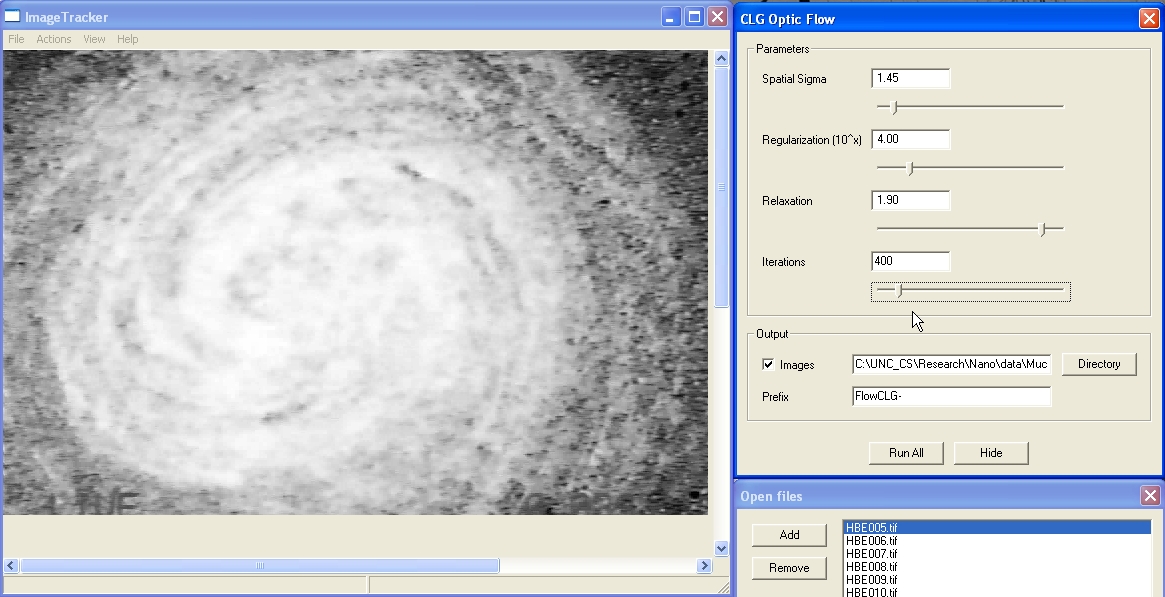 ImageTracker
File Actions View Help
CLG Optic Flow
Parameters
Spatial Sigma 1.45
Regularization (10^x) 4.00
Relaxation 1.90
Iterations 400
Output
Images C:\UNC_CS\Research\Nano\data\Muc Directory
Prefix FlowCLG-
Run All Hide
Open files
Add
Remove
HBE005.tif
HBE006.tif
HBE007.tif
HBE008.tif
HBE009.tif
HBE010.tif